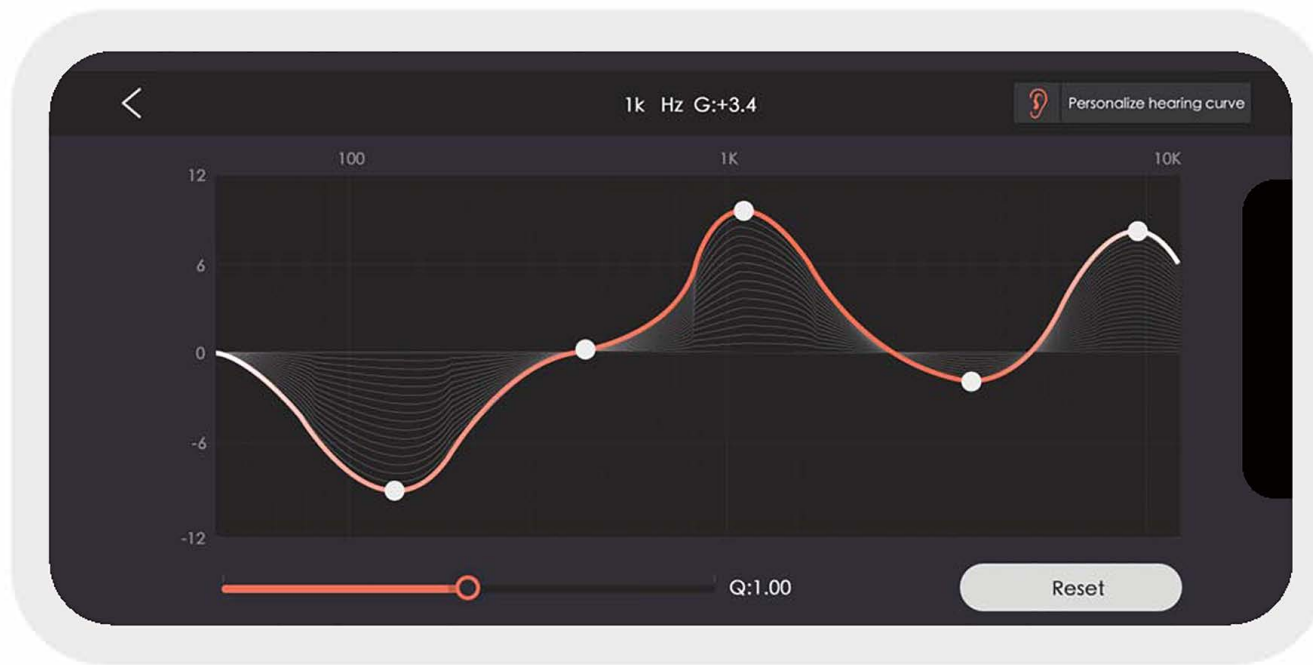 1k Hz G:+3.4
Personalize hearing curve
100 1K 10K
12
6
0
-6
-12
Q:1.00
Reset